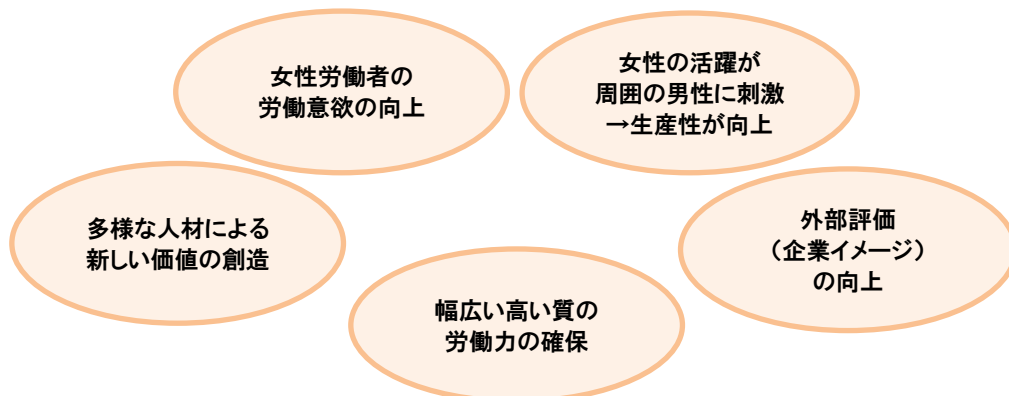 女性労働者の
労働意欲の向上
女性の活躍が
周囲の男性に刺激
→生産性が向上
多様な人材による
新しい価値の創造
外部評価
（企業イメージ）
の向上
幅広い高い質の
労働力の確保